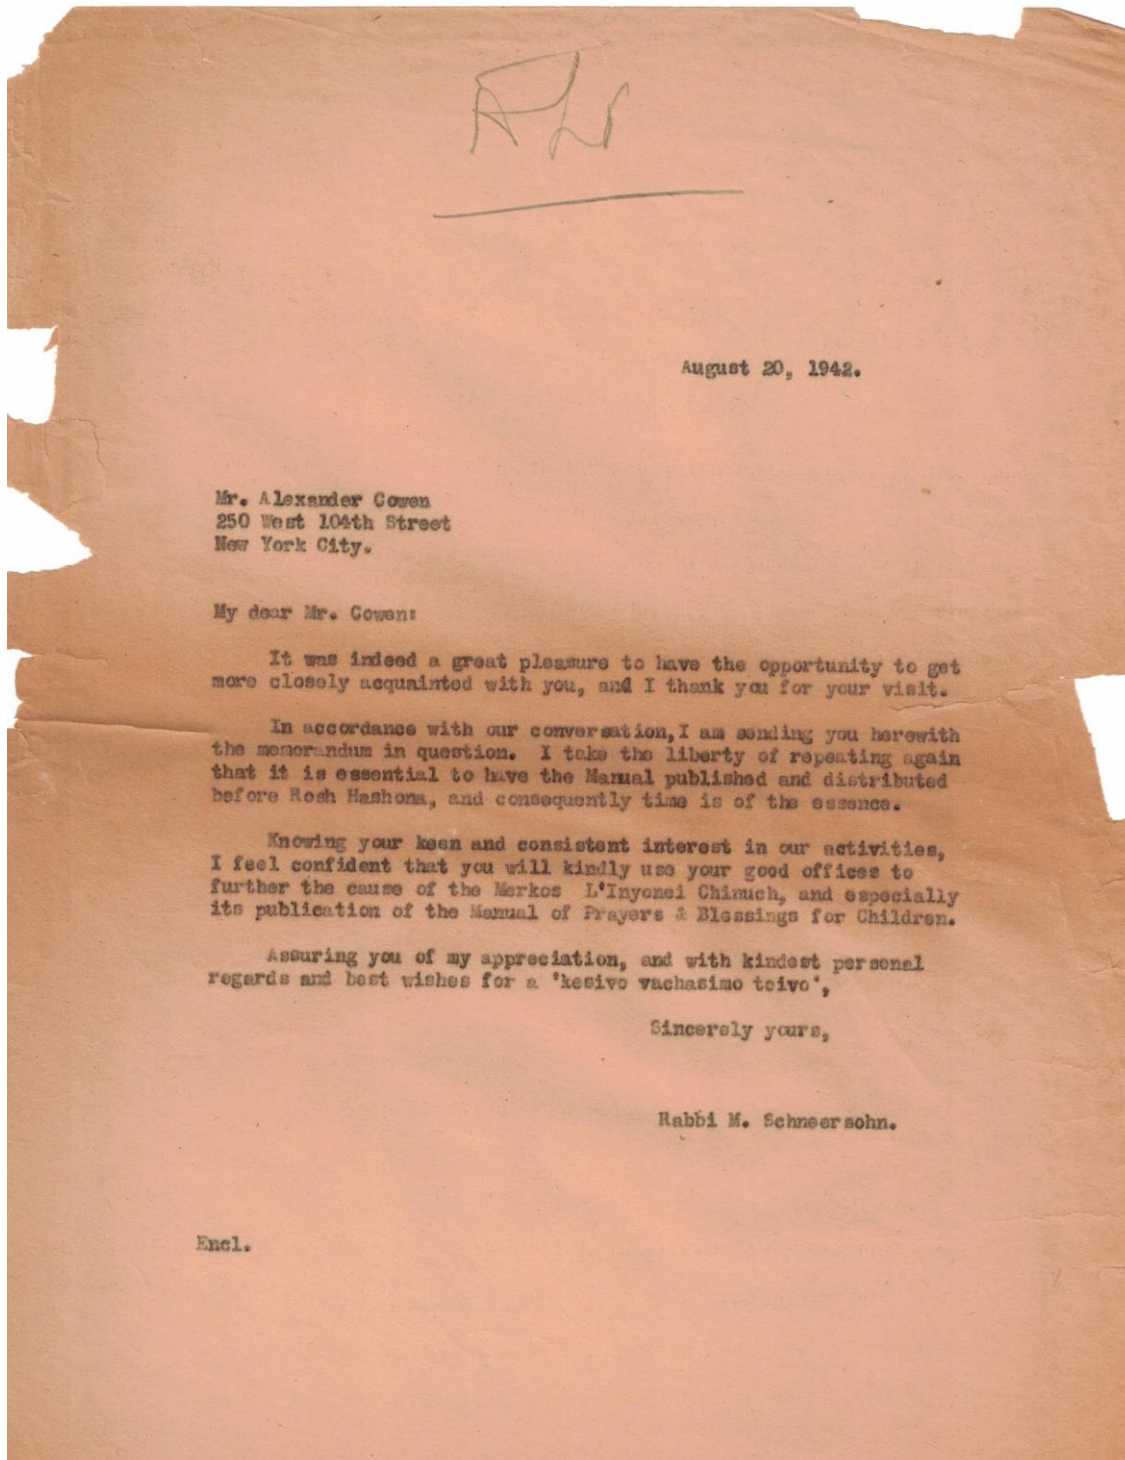 August 20, 1942.
Mr. Alexander Cowen
250 West 104th Street
New York City.
My dear Mr. Cowen:
It was indeed a great pleasure to have the opportunity to get
more closely acquainted with you, and I thank you for your visit.
In accordance with our conversation, I am sending you herewith
the memorandum in question. I take the liberty of repeating again
that it is essential to have the Manual published and distributed
before Rosh Hashona, and consequently time is of the essence.
Knowing your keen and consistent interest in our activities,
I feel confident that you will kindly use your good offices to
further the cause of the Merkos L'Inyonei Chinuch, and especially
its publication of the Manual of Prayers & Blessings for Children.
Assuring you of my appreciation, and with kindest personal
regards and best wishes for a 'kesivo vachasimo toivo',
Sincerely yours,
Rabbi M. Schneersohn.
Encl.